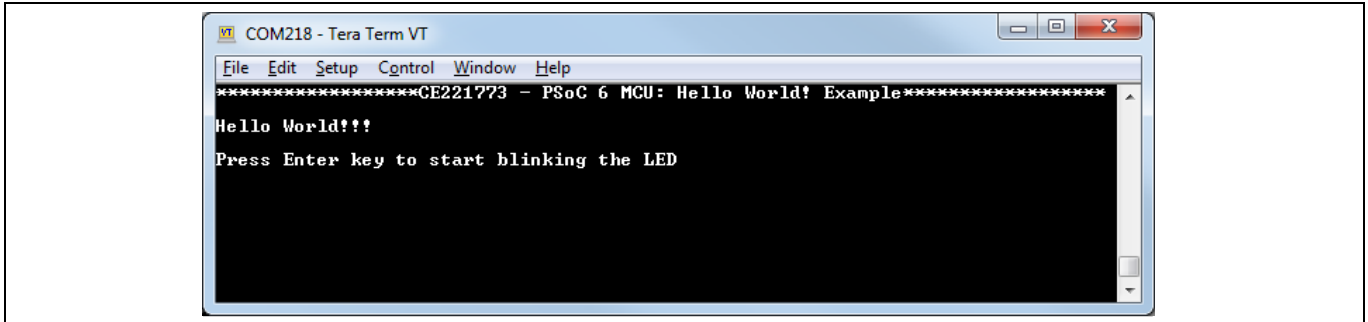 VT COM218 - Tera Term VT
File Edit Setup Control Window Help
******************CE221773 - PSoC 6 MCU: Hello World! Example******************
Hello World!!!
Press Enter key to start blinking the LED